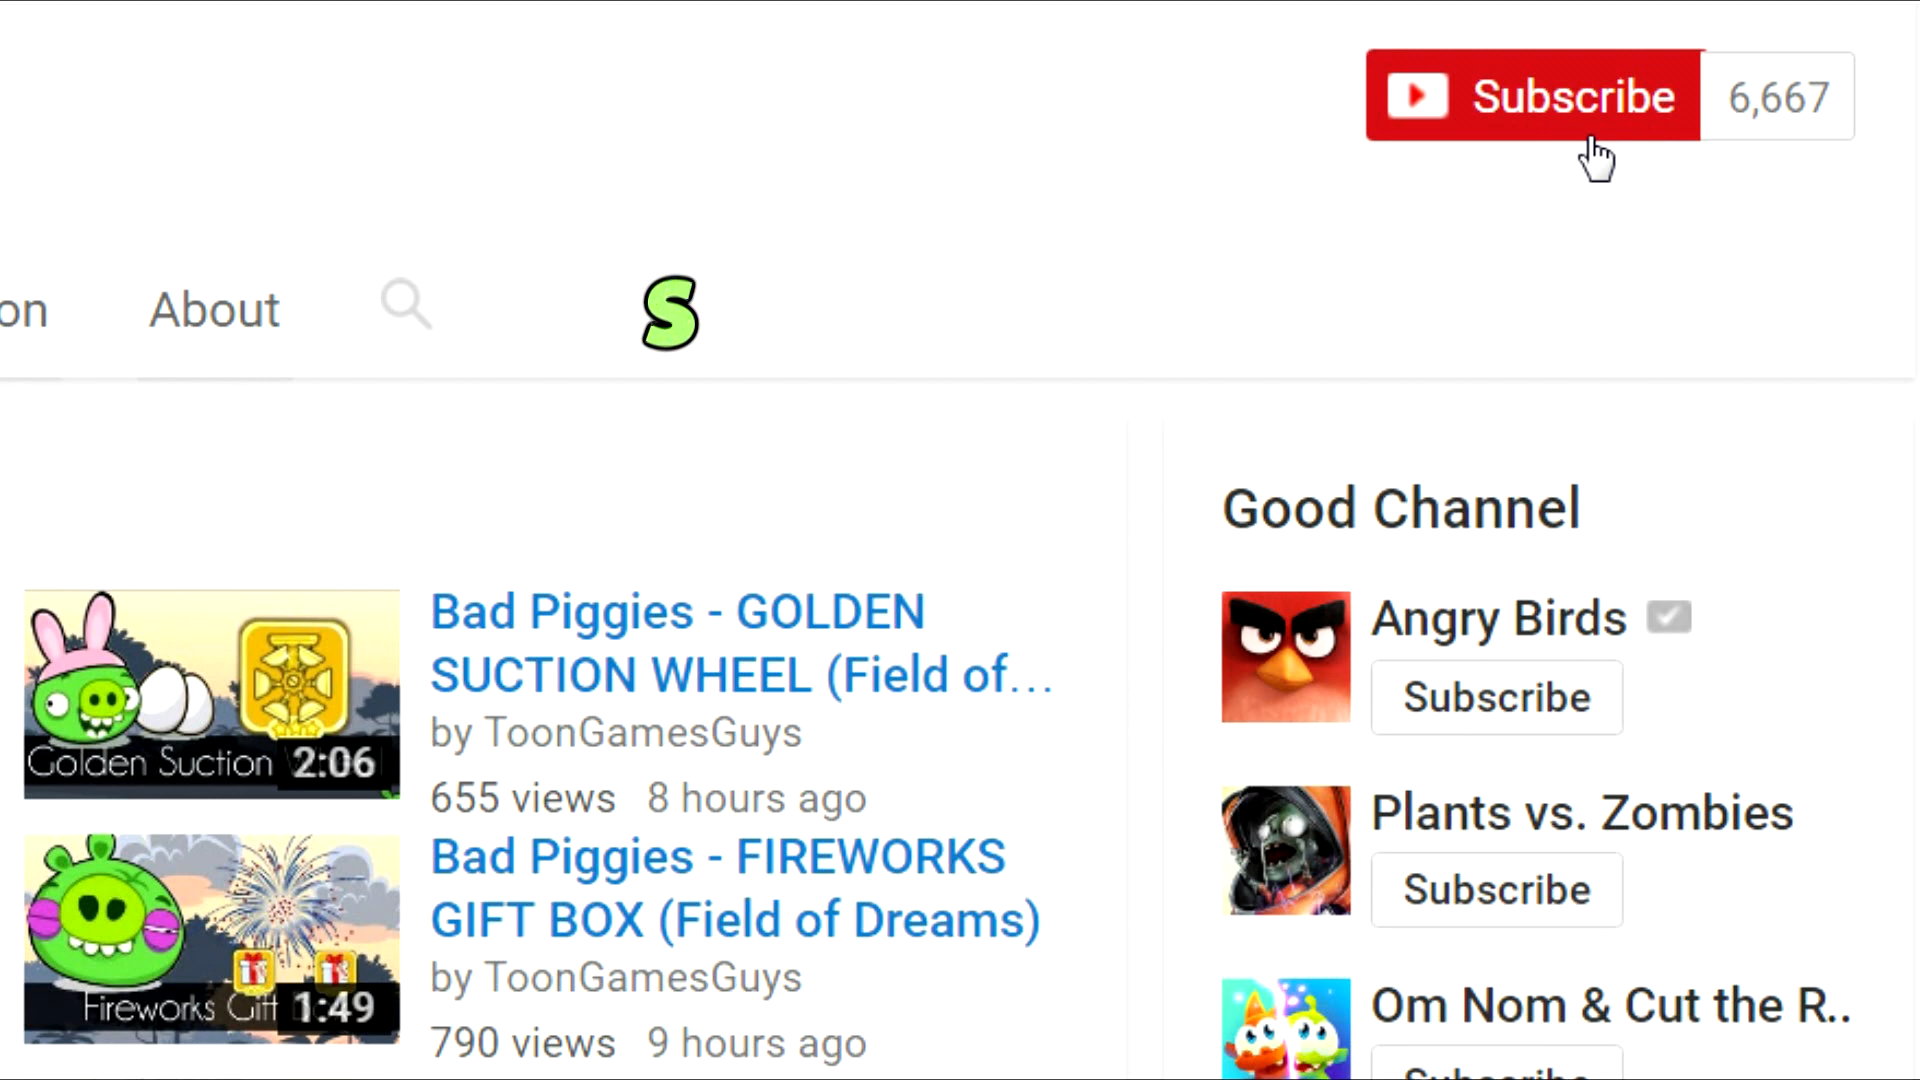 Subscribe 6,667
on About
S
Good Channel
Bad Piggies - GOLDEN
SUCTION WHEEL (Field of...
by ToonGamesGuys
655 views 8 hours ago
Golden Suction
2:06
Bad Piggies - FIREWORKS
GIFT BOX (Field of Dreams)
by ToonGamesGuys
790 views 9 hours ago
Fireworks Gift
1:49
Angry Birds
Subscribe
Plants vs. Zombies
Subscribe
Om Nom & Cut the R..
Subscribe